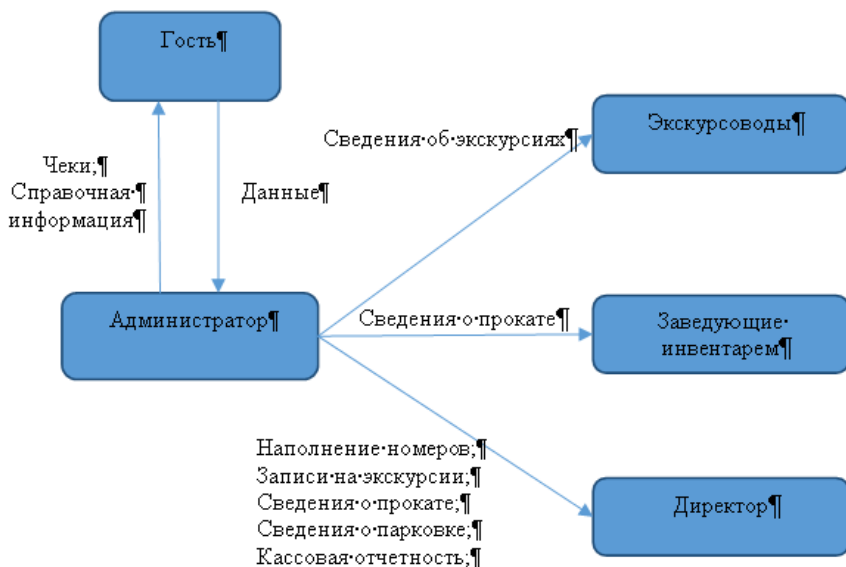 Гость¶
Экскурсоводы¶
Сведения·об·экскурсиях¶
Чеки;¶
Справочная·¶
информация¶
Данные¶
Администратор¶
Сведения·о·прокате¶
Заведующие·
инвентарем¶
Наполнение·номеров;¶
Записи·на·экскурсии;¶
Сведения·о·прокате;¶
Сведения·о·парковке;¶
Кассовая·отчетность;¶
Директор¶